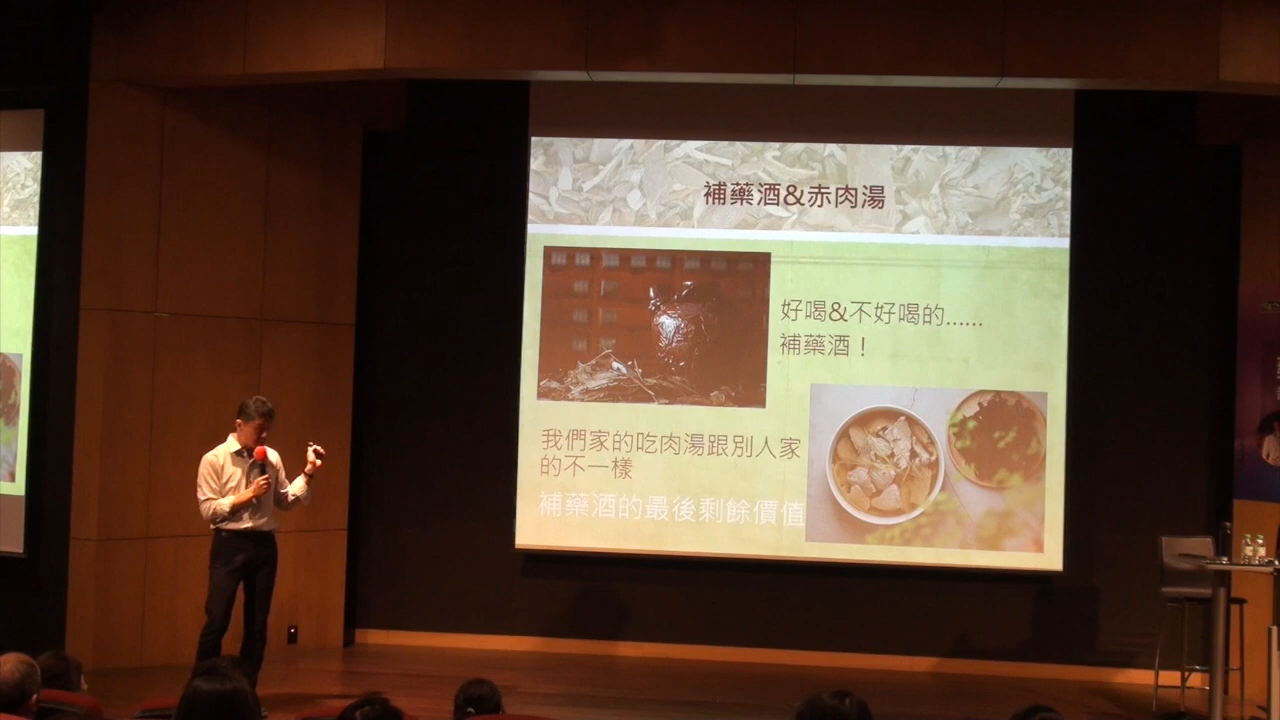 補藥酒&赤肉湯
好喝&不好喝的......
補藥酒！
我們家的吃肉湯跟別人家
的不一樣
補藥酒的最後剩餘價值